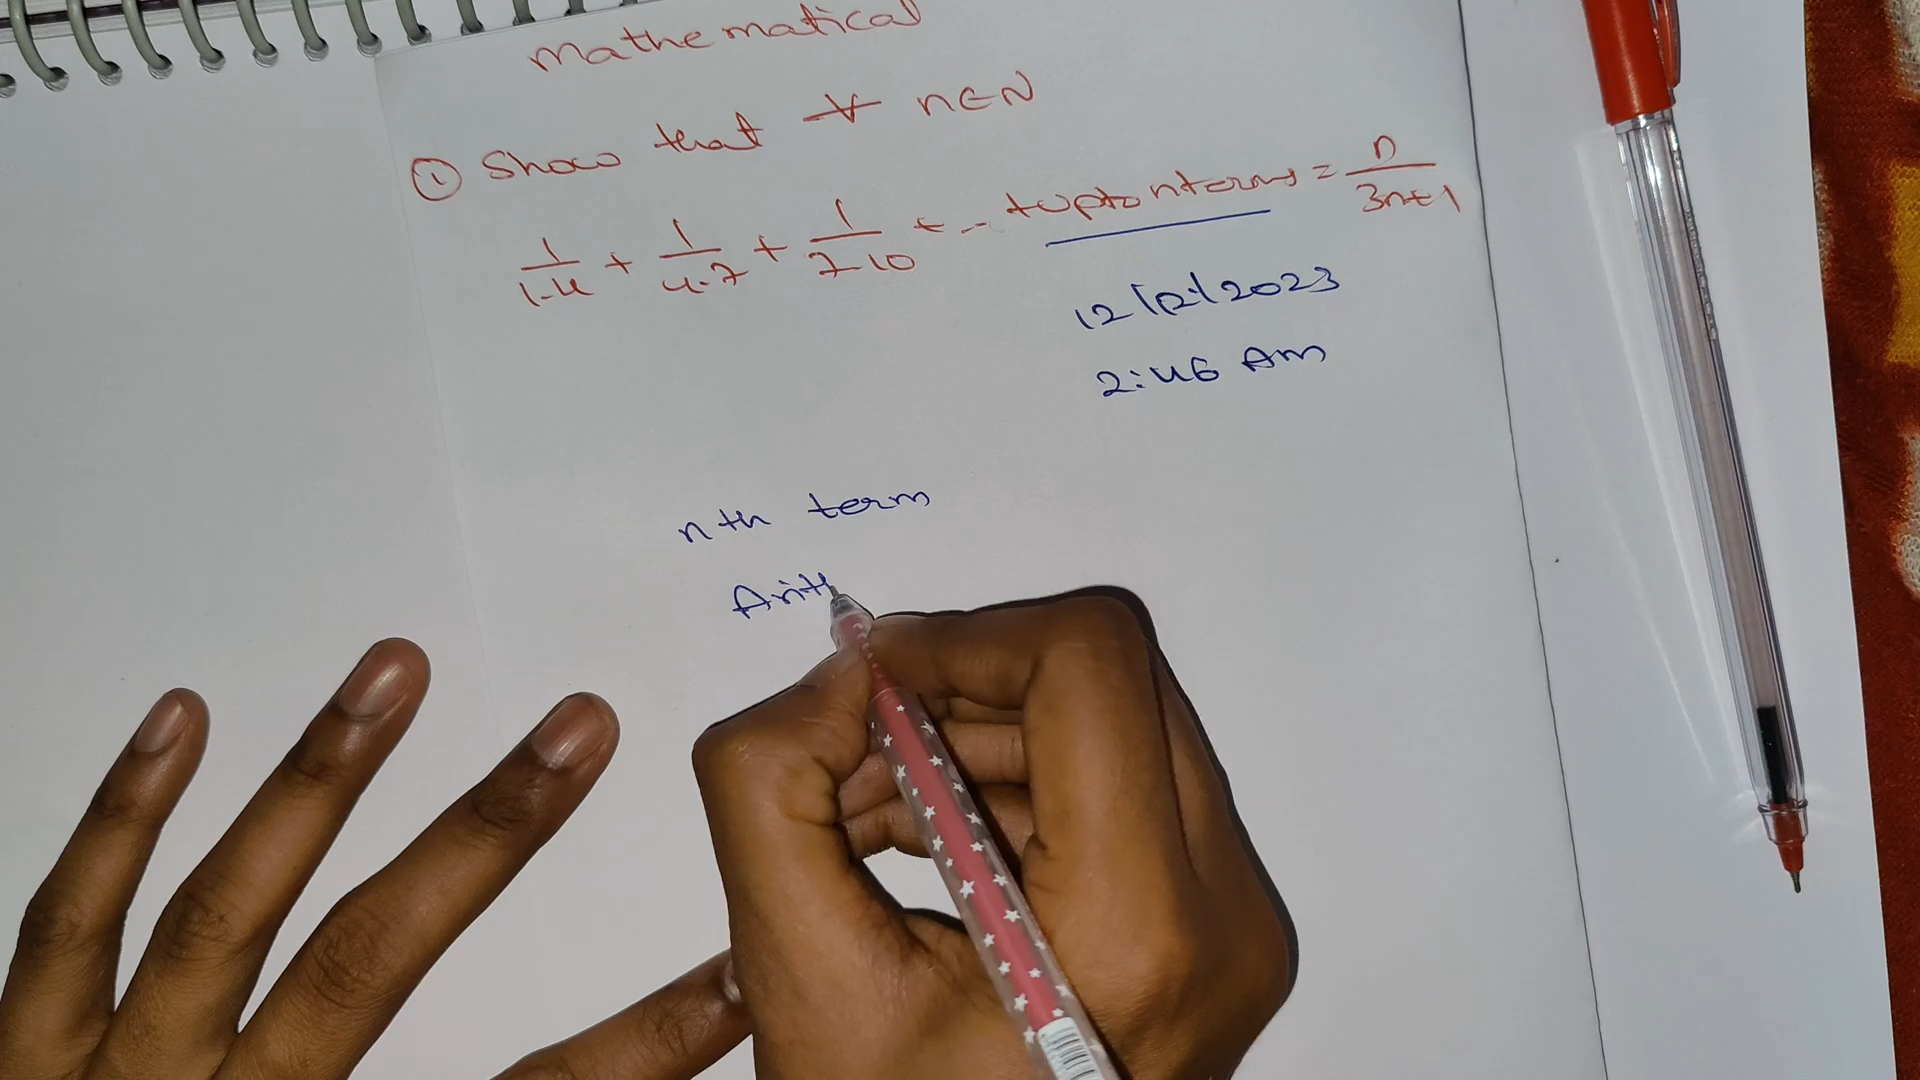 Mathematical
① Show that ∀ n∈N
1/1.4 + 1/4.7 + 1/7.10 + -- + upto n terms = n/3n+1
12/12/2023
2:46 Am
nth term
Arith